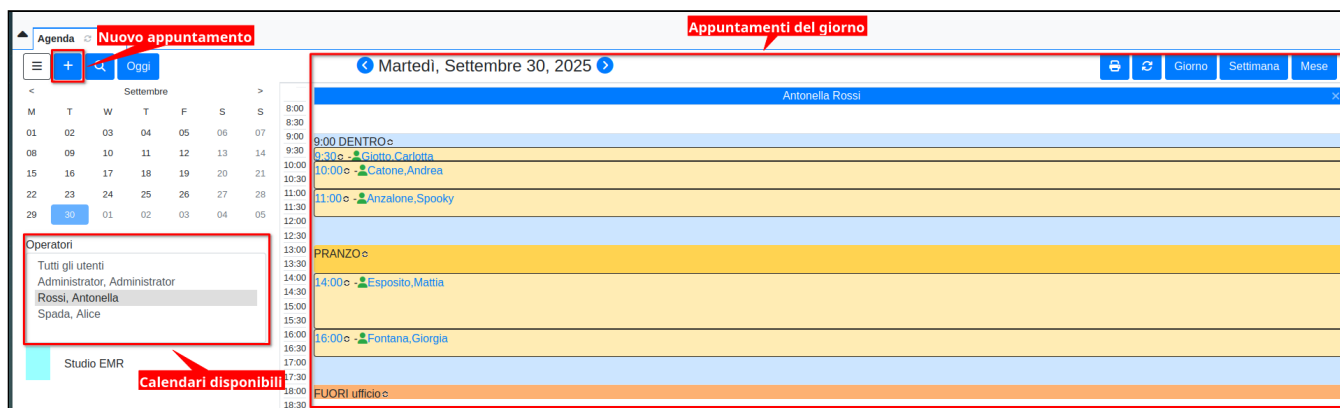 Appuntamenti del giorno
Agenda
Nuovo appuntamento
Oggi
Martedì, Settembre 30, 2025
Giorno
Settimana
Mese
< Settembre >
M T W T F S S
01 02 03 04 05 06 07
08 09 10 11 12 13 14
15 16 17 18 19 20 21
22 23 24 25 26 27 28
29 30 01 02 03 04 05
Operatori
Tutti gli utenti
Administrator, Administrator
Rossi, Antonella
Spada, Alice
Studio EMR
Calendari disponibili
Antonella Rossi
8:00
8:30
9:00
9:00 DENTRO
9:30
9:30 - Giotto,Carlotta
10:00
10:00 - Catone,Andrea
10:30
11:00
11:00 - Anzalone,Spooky
11:30
12:00
12:30
13:00
PRANZO
13:30
14:00
14:00 - Esposito,Mattia
14:30
15:00
15:30
16:00
16:00 - Fontana,Giorgia
16:30
17:00
17:30
18:00
FUORI ufficio
18:30